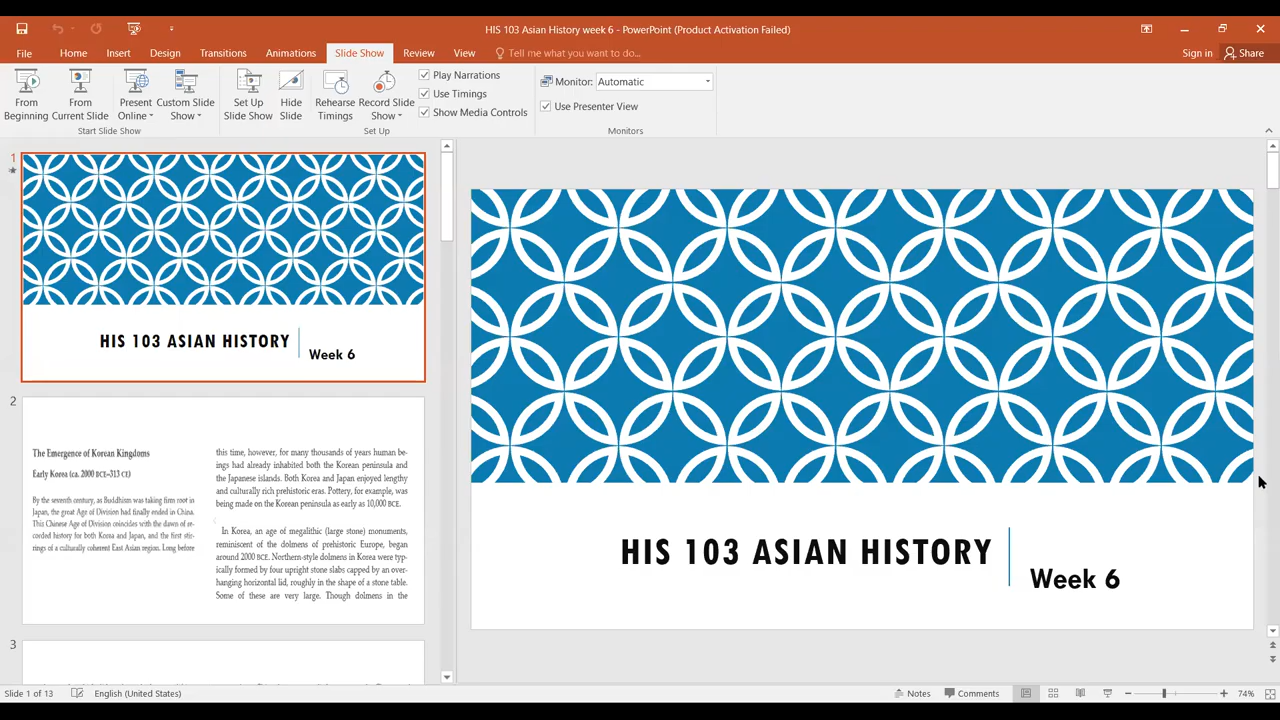 HIS 103 Asian History week 6 - PowerPoint (Product Activation Failed)
File Home Insert Design Transitions Animations Slide Show Review View Tell me what you want to do... Sign in Share
From Beginning
From Current Slide
Present Online
Custom Slide Show
Set Up Slide Show
Hide Slide
Rehearse Timings
Record Slide Show
Play Narrations
Use Timings
Show Media Controls
Monitor: Automatic
Use Presenter View
Start Slide Show
Set Up
Monitors
1
HIS 103 ASIAN HISTORY
Week 6
2
The Emergence of Korean Kingdoms
Early Korea (ca. 2000 BCE–313 CE)
By the seventh century, as Buddhism was taking firm root in
Japan, the great Age of Division had finally ended in China.
This Chinese Age of Division coincides with the dawn of re-
corded history for both Korea and Japan, and the first stir-
rings of a culturally coherent East Asian region. Long before
this time, however, for many thousands of years human be-
ings had already inhabited both the Korean peninsula and
the Japanese islands. Both Korea and Japan enjoyed lengthy
and culturally rich prehistoric eras. Pottery, for example, was
being made on the Korean peninsula as early as 10,000 BCE.
In Korea, an age of megalithic (large stone) monuments,
reminiscent of the dolmens of prehistoric Europe, began
around 2000 BCE. Northern-style dolmens in Korea were typ-
ically formed by four upright stone slabs capped by an over-
hanging horizontal lid, roughly in the shape of a stone table.
Some of these are very large. Though dolmens in the
3
HIS 103 ASIAN HISTORY
Week 6
Slide 1 of 13 English (United States) Notes Comments 74%